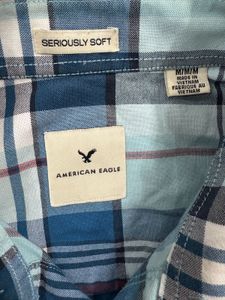 SERIOUSLY SOFT
M/M/M
MADE IN
VIETNAM
FABRIQUÉ AU
VIETNAM
AMERICAN EAGLE